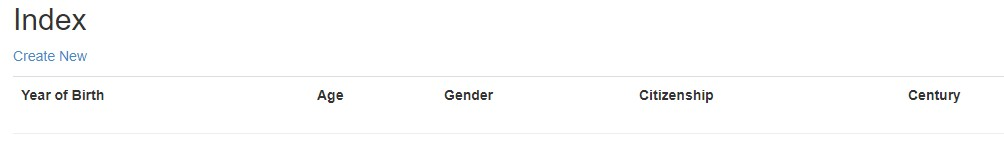 Index
Create New
Year of Birth Age Gender Citizenship Century